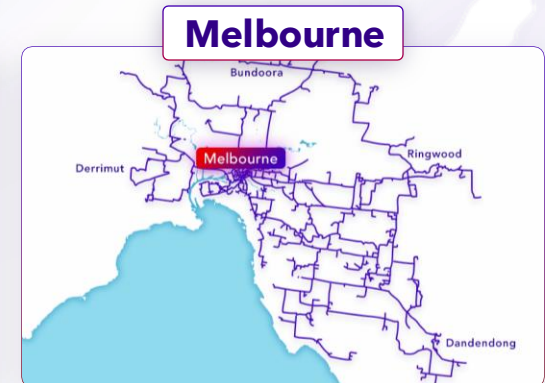 Melbourne
Bundoora
Melbourne
Ringwood
Derrimut
Dandendong